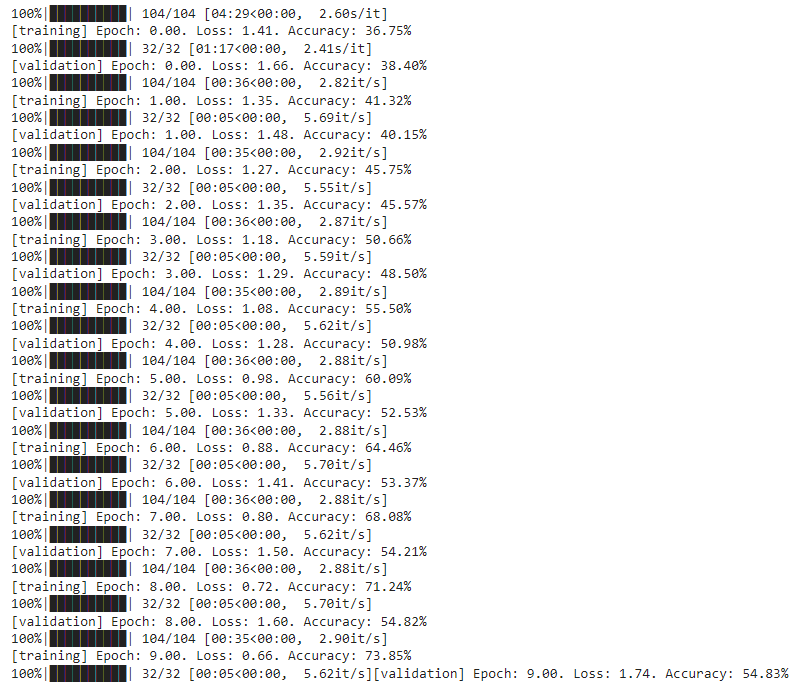 100%|██████████| 104/104 [04:29<00:00,  2.60s/it]
[training] Epoch: 0.00. Loss: 1.41. Accuracy: 36.75%
100%|██████████| 32/32 [01:17<00:00,  2.41s/it]
[validation] Epoch: 0.00. Loss: 1.66. Accuracy: 38.40%
100%|██████████| 104/104 [00:36<00:00,  2.82it/s]
[training] Epoch: 1.00. Loss: 1.35. Accuracy: 41.32%
100%|██████████| 32/32 [00:05<00:00,  5.69it/s]
[validation] Epoch: 1.00. Loss: 1.48. Accuracy: 40.15%
100%|██████████| 104/104 [00:35<00:00,  2.92it/s]
[training] Epoch: 2.00. Loss: 1.27. Accuracy: 45.75%
100%|██████████| 32/32 [00:05<00:00,  5.55it/s]
[validation] Epoch: 2.00. Loss: 1.35. Accuracy: 45.57%
100%|██████████| 104/104 [00:36<00:00,  2.87it/s]
[training] Epoch: 3.00. Loss: 1.18. Accuracy: 50.66%
100%|██████████| 32/32 [00:05<00:00,  5.59it/s]
[validation] Epoch: 3.00. Loss: 1.29. Accuracy: 48.50%
100%|██████████| 104/104 [00:35<00:00,  2.89it/s]
[training] Epoch: 4.00. Loss: 1.08. Accuracy: 55.50%
100%|██████████| 32/32 [00:05<00:00,  5.62it/s]
[validation] Epoch: 4.00. Loss: 1.28. Accuracy: 50.98%
100%|██████████| 104/104 [00:36<00:00,  2.88it/s]
[training] Epoch: 5.00. Loss: 0.98. Accuracy: 60.09%
100%|██████████| 32/32 [00:05<00:00,  5.56it/s]
[validation] Epoch: 5.00. Loss: 1.33. Accuracy: 52.53%
100%|██████████| 104/104 [00:36<00:00,  2.88it/s]
[training] Epoch: 6.00. Loss: 0.88. Accuracy: 64.46%
100%|██████████| 32/32 [00:05<00:00,  5.70it/s]
[validation] Epoch: 6.00. Loss: 1.41. Accuracy: 53.37%
100%|██████████| 104/104 [00:36<00:00,  2.88it/s]
[training] Epoch: 7.00. Loss: 0.80. Accuracy: 68.08%
100%|██████████| 32/32 [00:05<00:00,  5.62it/s]
[validation] Epoch: 7.00. Loss: 1.50. Accuracy: 54.21%
100%|██████████| 104/104 [00:36<00:00,  2.88it/s]
[training] Epoch: 8.00. Loss: 0.72. Accuracy: 71.24%
100%|██████████| 32/32 [00:05<00:00,  5.70it/s]
[validation] Epoch: 8.00. Loss: 1.60. Accuracy: 54.82%
100%|██████████| 104/104 [00:35<00:00,  2.90it/s]
[training] Epoch: 9.00. Loss: 0.66. Accuracy: 73.85%
100%|██████████| 32/32 [00:05<00:00,  5.62it/s][validation] Epoch: 9.00. Loss: 1.74. Accuracy: 54.83%